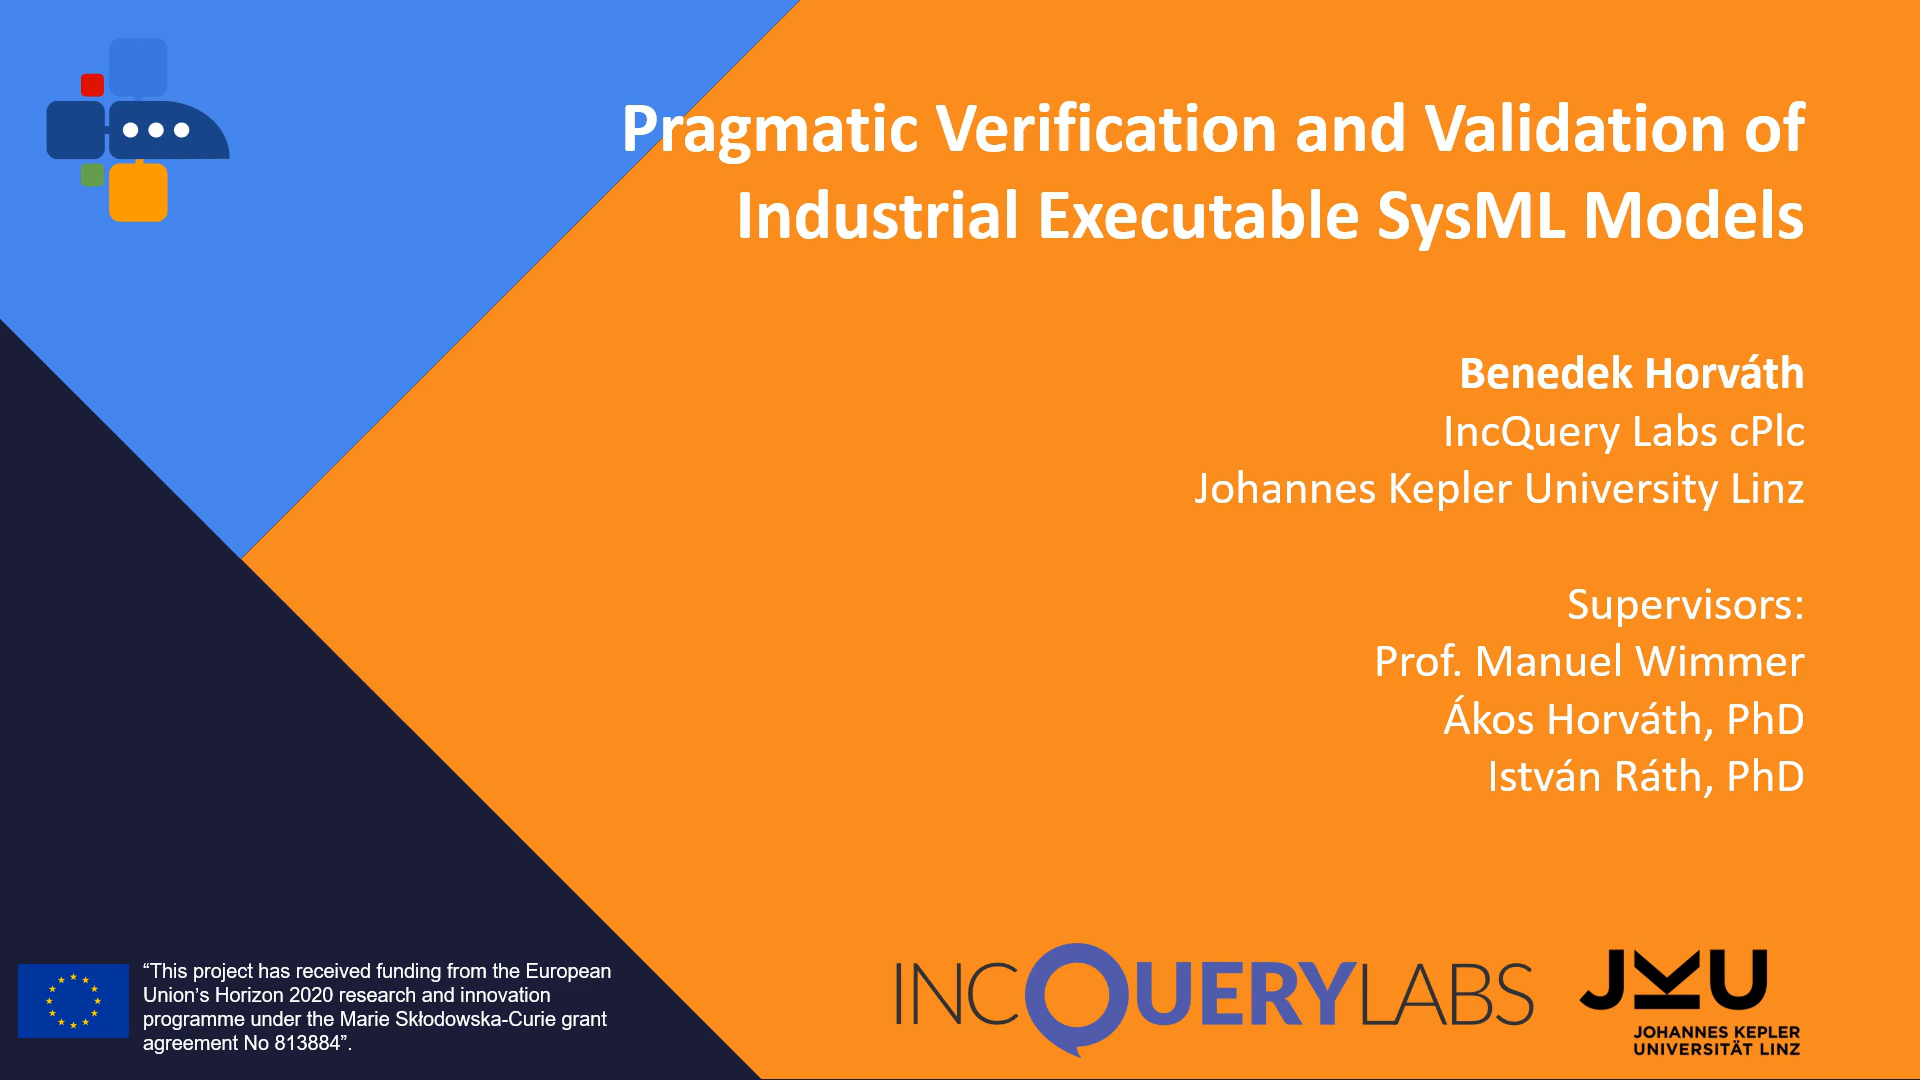 Pragmatic Verification and Validation of
Industrial Executable SysML Models
Benedek Horváth
IncQuery Labs cPlc
Johannes Kepler University Linz
Supervisors:
Prof. Manuel Wimmer
Ákos Horváth, PhD
István Ráth, PhD
“This project has received funding from the European
Union’s Horizon 2020 research and innovation
programme under the Marie Skłodowska-Curie grant
agreement No 813884”.
INCQUERYLABS
JKU
JOHANNES KEPLER
UNIVERSITÄT LINZ